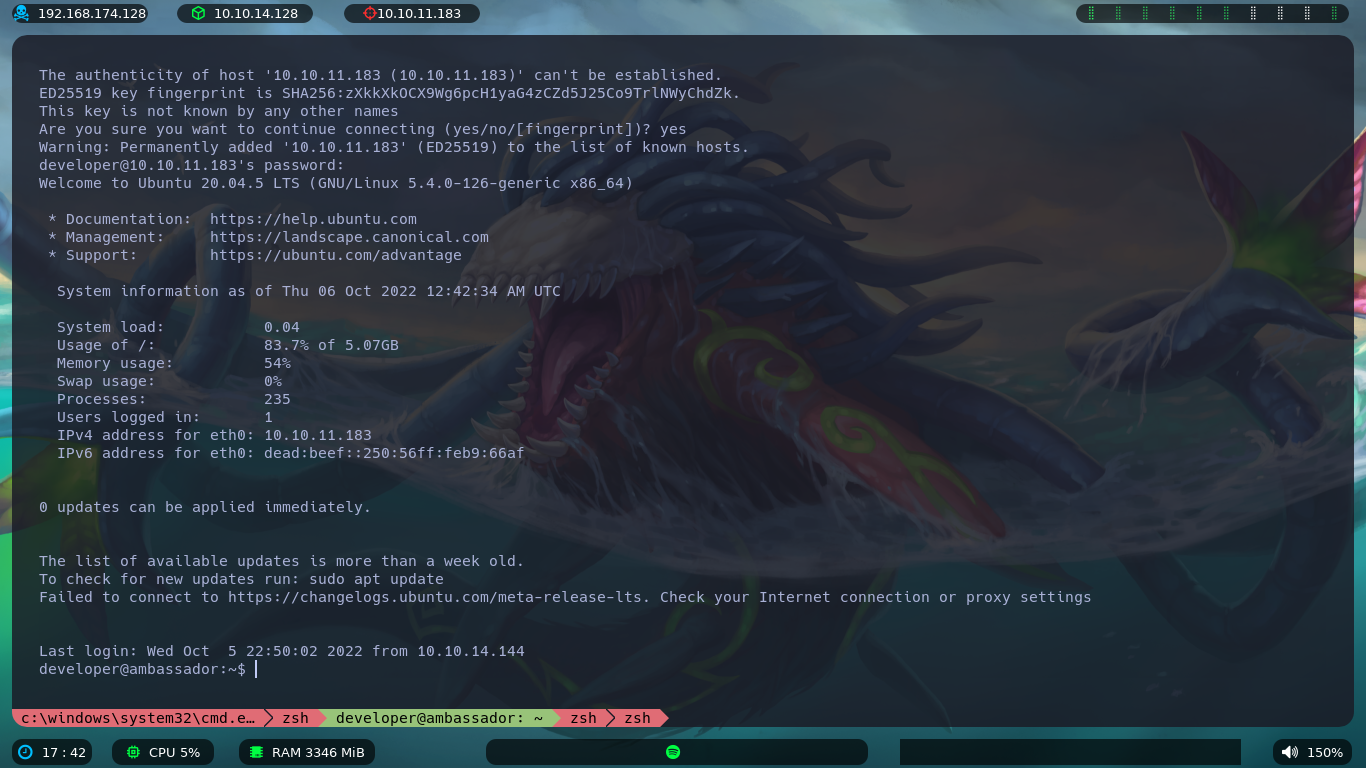 192.168.174.128 10.10.14.128 10.10.11.183
The authenticity of host '10.10.11.183 (10.10.11.183)' can't be established.
ED25519 key fingerprint is SHA256:zXkkXkOCX9Wg6pcH1yaG4zCZd5J25Co9TrlNWyChdZk.
This key is not known by any other names
Are you sure you want to continue connecting (yes/no/[fingerprint])? yes
Warning: Permanently added '10.10.11.183' (ED25519) to the list of known hosts.
developer@10.10.11.183's password:
Welcome to Ubuntu 20.04.5 LTS (GNU/Linux 5.4.0-126-generic x86_64)
* Documentation:  https://help.ubuntu.com
* Management:     https://landscape.canonical.com
* Support:        https://ubuntu.com/advantage
System information as of Thu 06 Oct 2022 12:42:34 AM UTC
System load:           0.04
Usage of /:            83.7% of 5.07GB
Memory usage:          54%
Swap usage:            0%
Processes:             235
Users logged in:       1
IPv4 address for eth0: 10.10.11.183
IPv6 address for eth0: dead:beef::250:56ff:feb9:66af
0 updates can be applied immediately.
The list of available updates is more than a week old.
To check for new updates run: sudo apt update
Failed to connect to https://changelogs.ubuntu.com/meta-release-lts. Check your Internet connection or proxy settings
Last login: Wed Oct  5 22:50:02 2022 from 10.10.14.144
developer@ambassador:~$
c:\windows\system32\cmd.e… zsh developer@ambassador: ~ zsh zsh
17 : 42 CPU 5% RAM 3346 MiB 150%